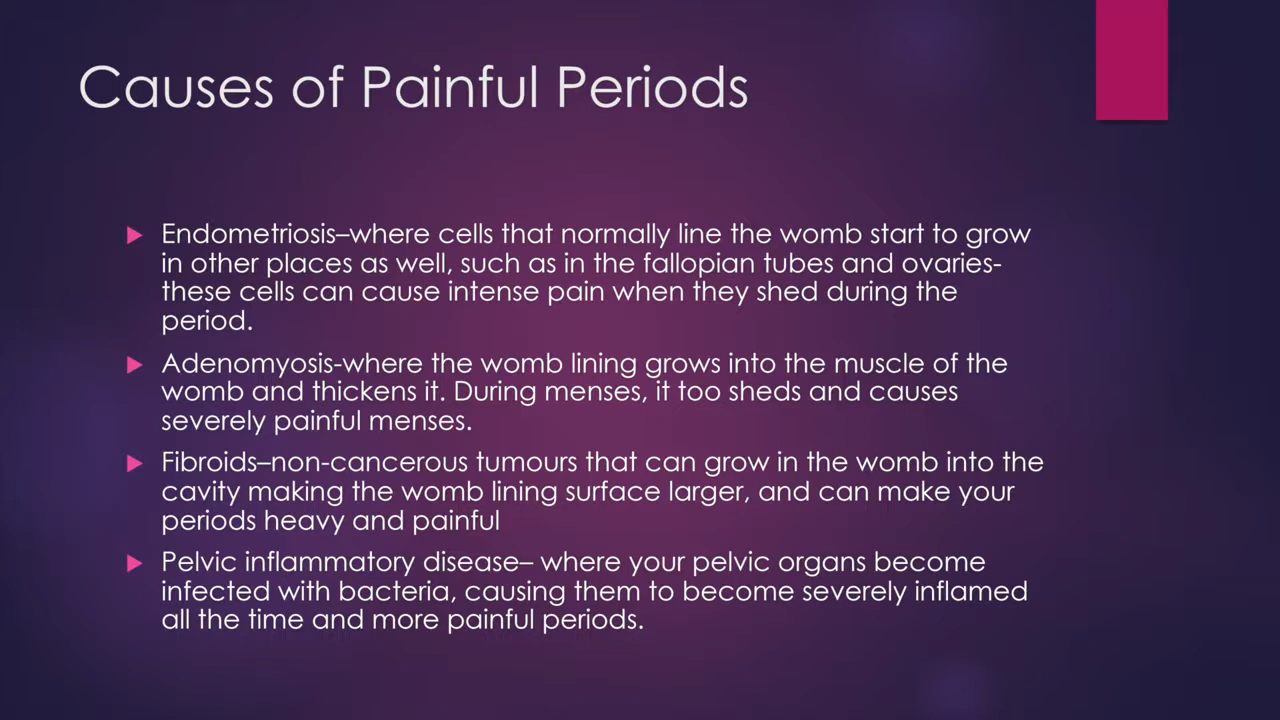 Causes of Painful Periods
Endometriosis–where cells that normally line the womb start to grow
in other places as well, such as in the fallopian tubes and ovaries-
these cells can cause intense pain when they shed during the
period.
Adenomyosis-where the womb lining grows into the muscle of the
womb and thickens it. During menses, it too sheds and causes
severely painful menses.
Fibroids–non-cancerous tumours that can grow in the womb into the
cavity making the womb lining surface larger, and can make your
periods heavy and painful
Pelvic inflammatory disease– where your pelvic organs become
infected with bacteria, causing them to become severely inflamed
all the time and more painful periods.